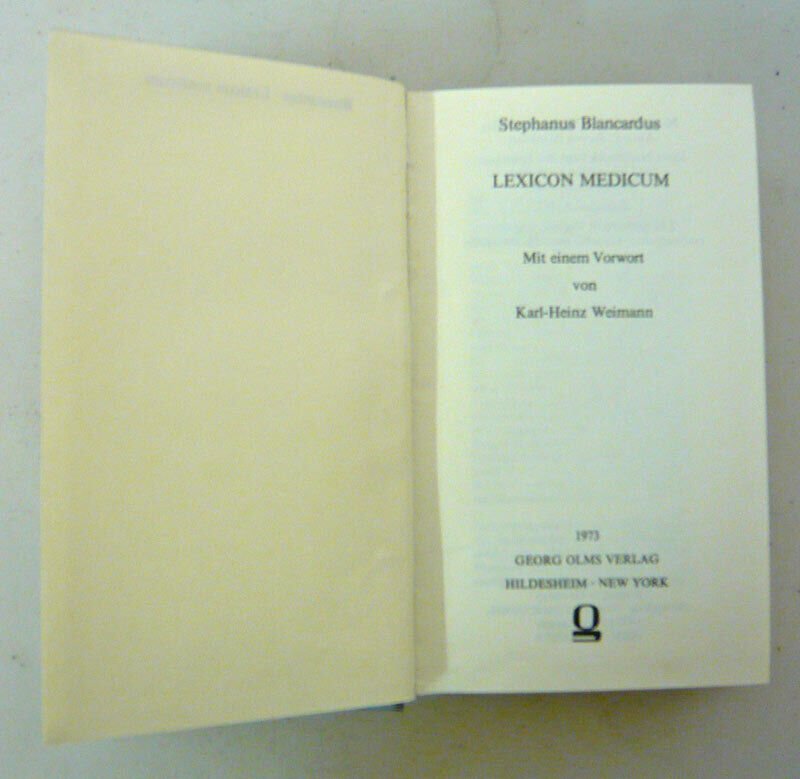 Stephanus Blancardus
LEXICON MEDICUM
Mit einem Vorwort
von
Karl-Heinz Weimann
1973
GEORG OLMS VERLAG
HILDESHEIM · NEW YORK